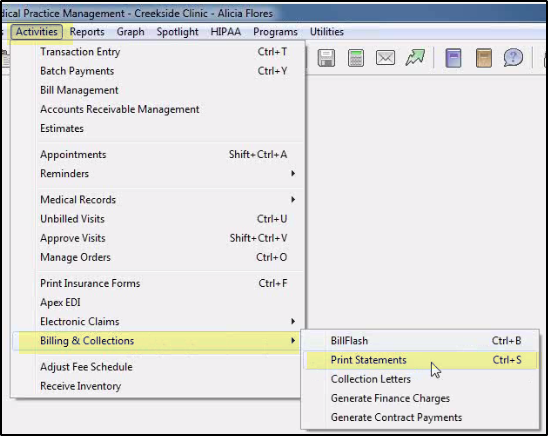 dical Practice Management - Creekside Clinic - Alicia Flores
s Activities Reports Graph Spotlight HIPAA Programs Utilities
Transaction Entry Ctrl+T
Batch Payments Ctrl+Y
Bill Management
Accounts Receivable Management
Estimates
Appointments Shift+Ctrl+A
Reminders
Medical Records
Unbilled Visits Ctrl+U
Approve Visits Shift+Ctrl+V
Manage Orders Ctrl+O
Print Insurance Forms Ctrl+F
Apex EDI
Electronic Claims
Billing & Collections
BillFlash Ctrl+B
Print Statements Ctrl+S
Collection Letters
Generate Finance Charges
Generate Contract Payments
Adjust Fee Schedule
Receive Inventory